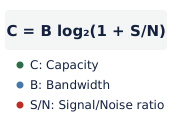 C = B log₂(1 + S/N)
C: Capacity
B: Bandwidth
S/N: Signal/Noise ratio